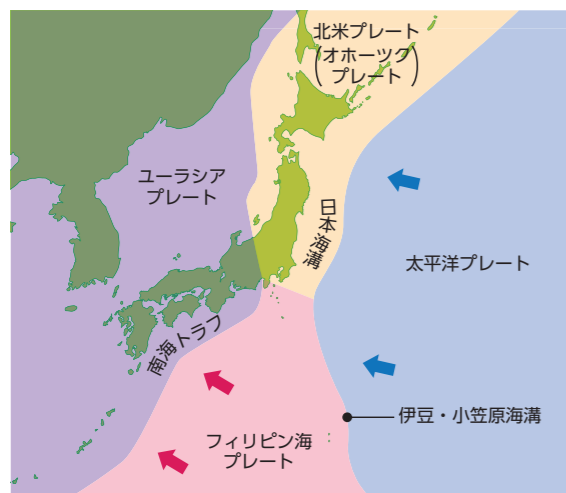 北米プレート
(オホーツク
プレート)
ユーラシア
プレート
日本海溝
太平洋プレート
南海トラフ
伊豆・小笠原海溝
フィリピン海
プレート